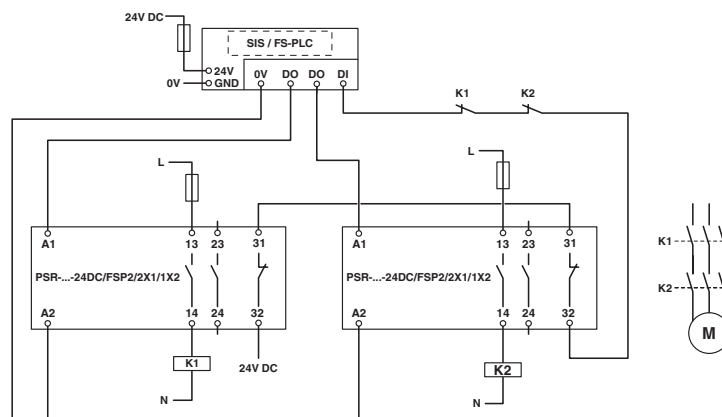 24V DC
SIS / FS-PLC
24V
0V
GND
0V DO DO DI
K1 K2
L
L
A1 13 23 31
A1 13 23 31
K1
PSR-...-24DC/FSP2/2X1/1X2
PSR-...-24DC/FSP2/2X1/1X2
K2
A2 14 24 32
A2 14 24 32
M
K1
24V DC
K2
N
N